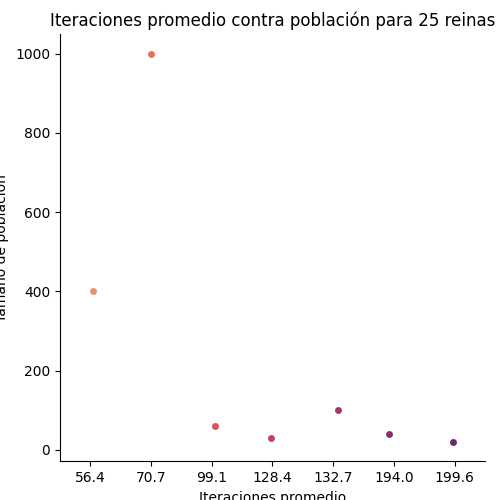 Iteraciones promedio contra población para 25 reinas
1000
800
600
400
200
0
Tamaño de población
56.4 70.7 99.1 128.4 132.7 194.0 199.6
Iteraciones promedio